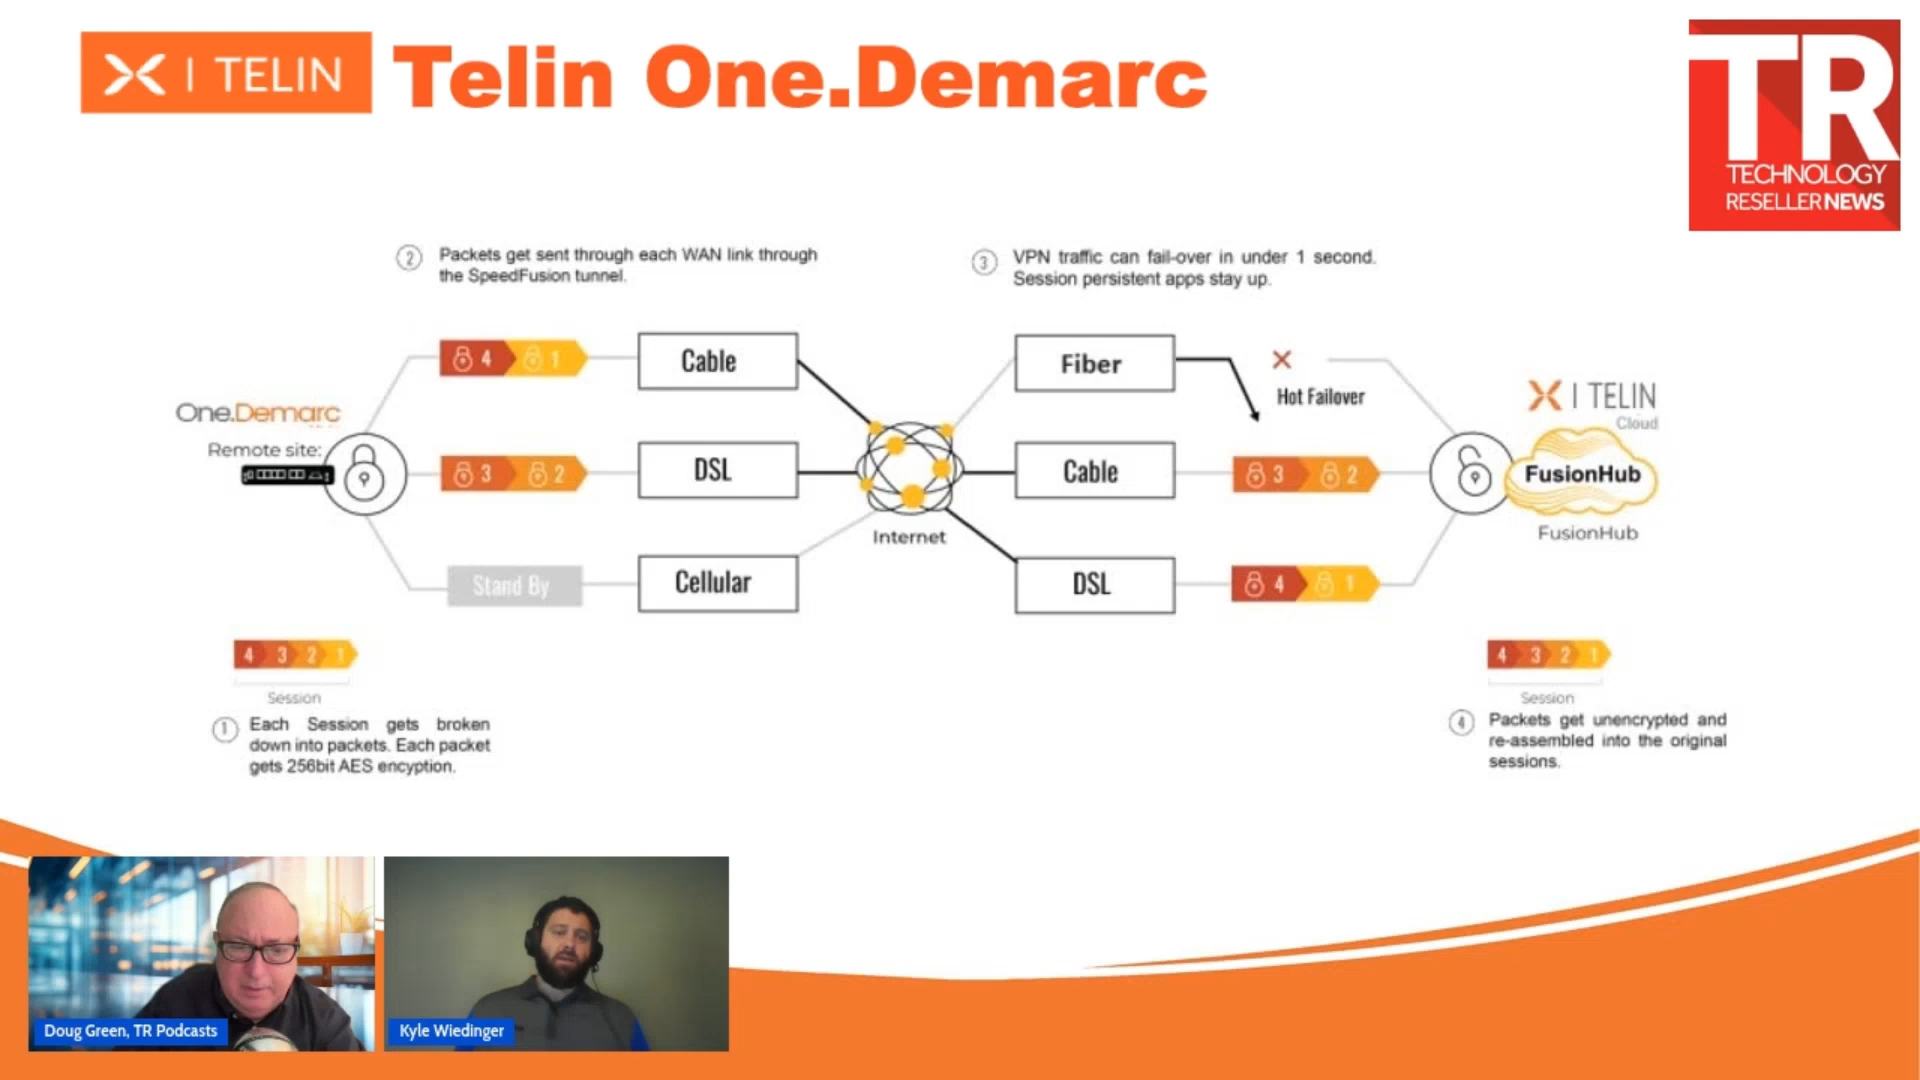 TELIN
Telin One.Demarc
TR
TECHNOLOGY
RESELLERNEWS
2
Packets get sent through each WAN link through
the SpeedFusion tunnel.
3
VPN traffic can fail-over in under 1 second.
Session persistent apps stay up.
4 1
Cable
Fiber
Hot Failover
TELIN
Cloud
One.Demarc
Remote site:
3 2
DSL
Cable
3 2
FusionHub
FusionHub
Internet
Stand By
Cellular
DSL
4 1
4 3 2 1
Session
1
Each Session gets broken
down into packets. Each packet
gets 256bit AES encyption.
4 3 2 1
Session
4
Packets get unencrypted and
re-assembled into the original
sessions.
Doug Green, TR Podcasts
Kyle Wiedinger